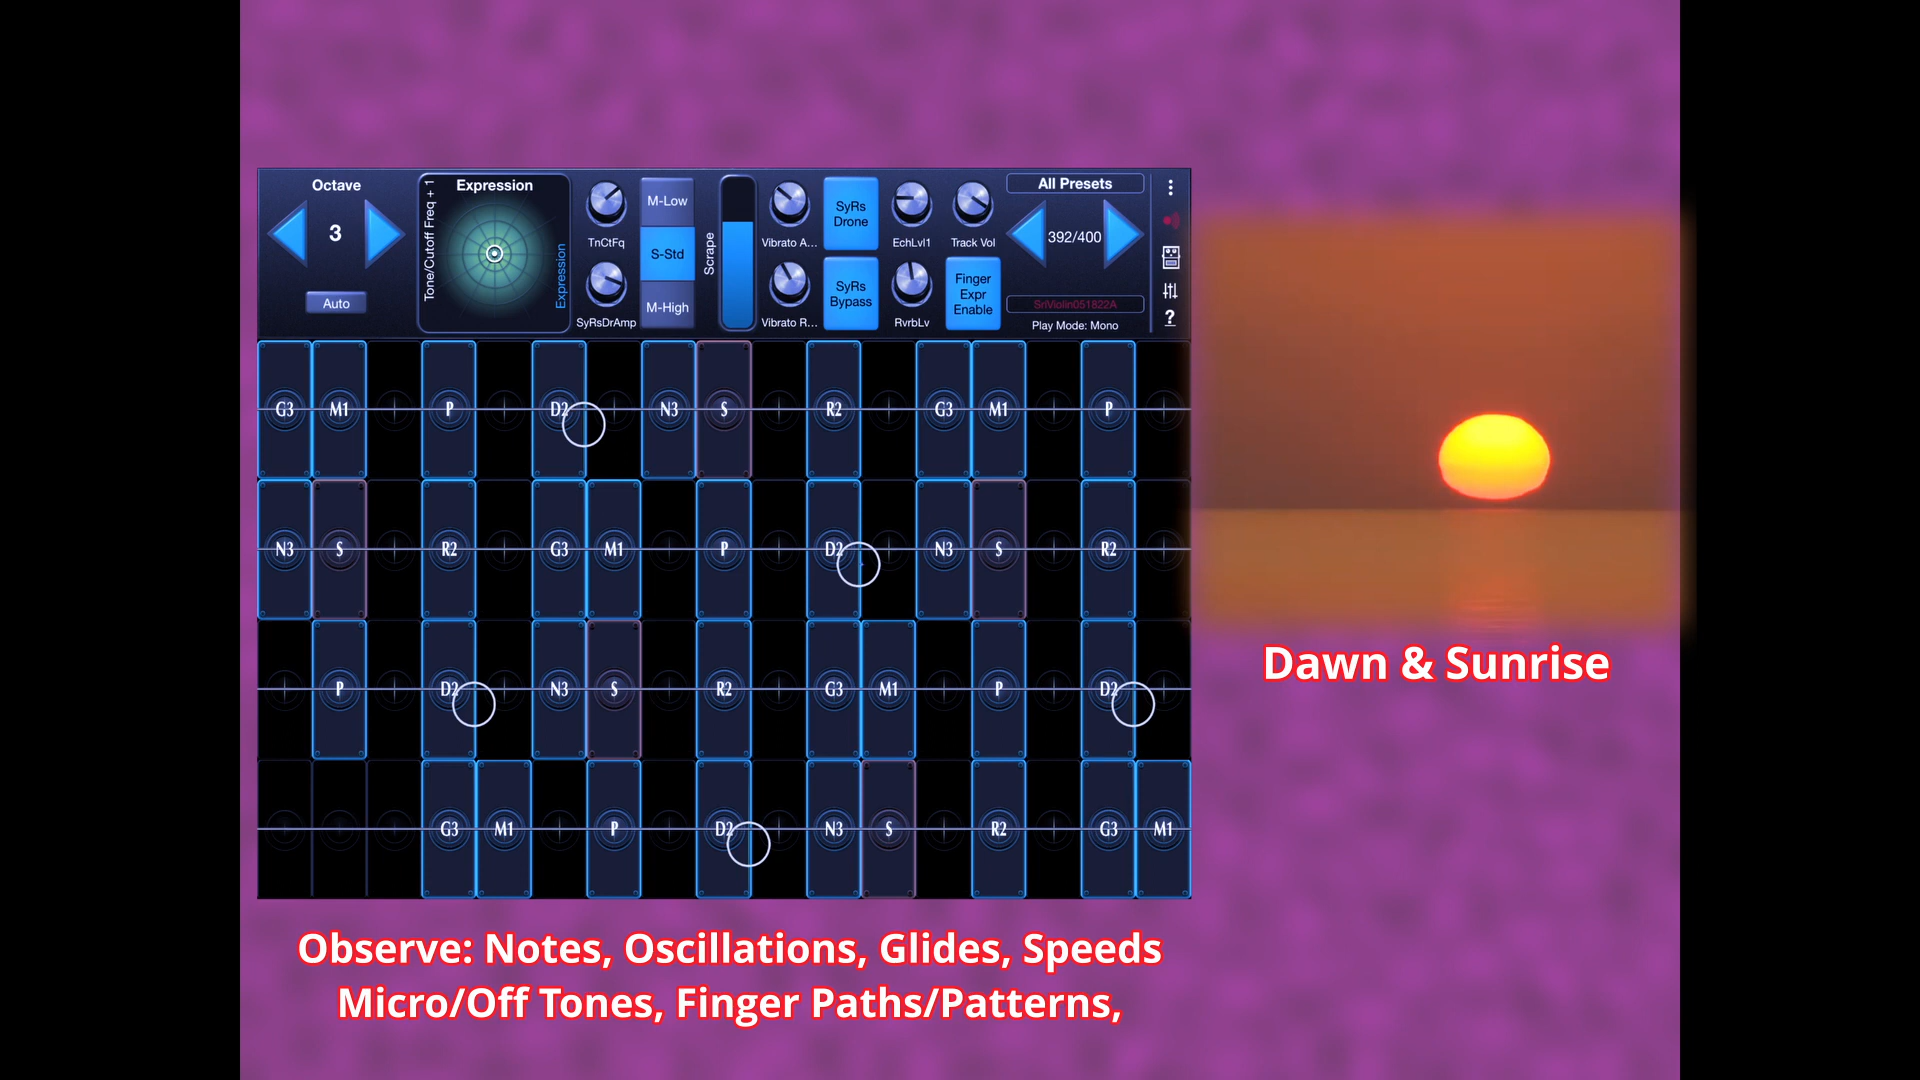 Octave
3
Auto
Tone/Cutoff Freq + 1
Expression
Expression
TnCtFq
SyRsDrAmp
M-Low
S-Std
M-High
Scrape
Vibrato A...
Vibrato R...
SyRs
Drone
SyRs
Bypass
EchLvl1
RvrbLv
Track Vol
Finger
Expr
Enable
All Presets
392/400
SriViolin051822A
Play Mode: Mono
?
G3 M1 P D2 N3 S R2 G3 M1 P
N3 S R2 G3 M1 P D2 N3 S R2
P D2 N3 S R2 G3 M1 P D2
G3 M1 P D2 N3 S R2 G3 M1
Dawn & Sunrise
Observe: Notes, Oscillations, Glides, Speeds
Micro/Off Tones, Finger Paths/Patterns,